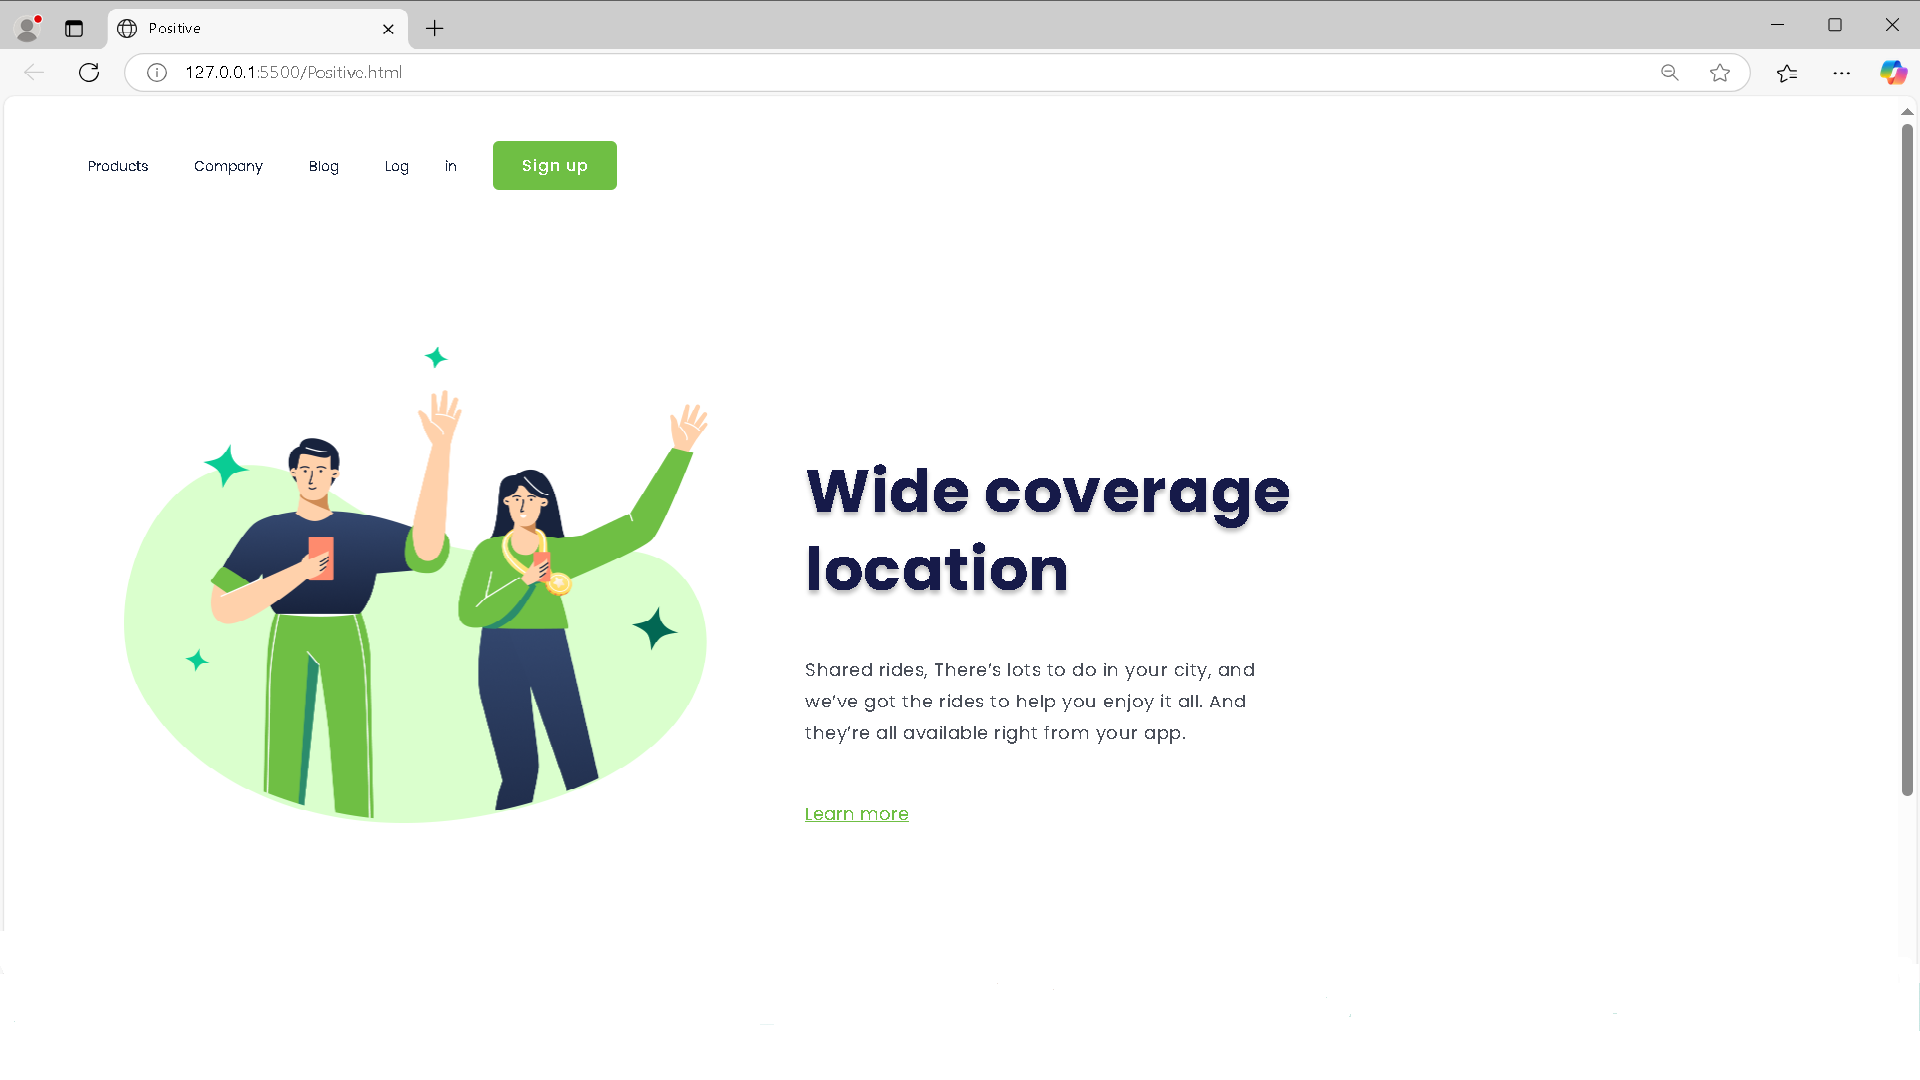 Positive
127.0.0.1:5500/Positive.html
Products Company Blog Log in Sign up
Wide coverage
location
Shared rides, There’s lots to do in your city, and
we’ve got the rides to help you enjoy it all. And
they’re all available right from your app.
Learn more